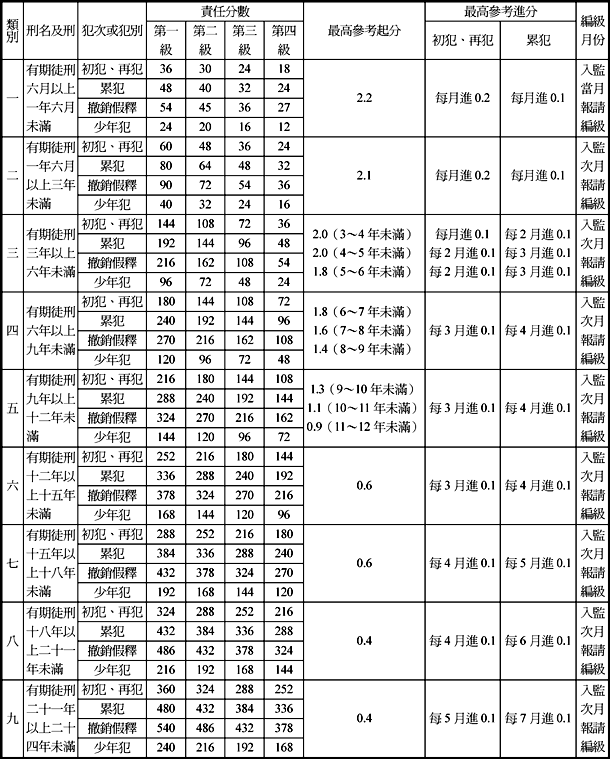 類別 刑名及刑 犯次或犯別 責任分數 最高參考起分 最高參考進分 編級月份
第一級 第二級 第三級 第四級 初犯、再犯 累犯
一 有期徒刑六月以上一年六月未滿 2.2 每月進0.2 每月進0.1 入監當月報請編級
初犯、再犯 36 30 24 18
累犯 48 40 32 24
撤銷假釋 54 45 36 27
少年犯 24 20 16 12
二 有期徒刑一年六月以上三年未滿 2.1 每月進0.2 每月進0.1 入監次月報請編級
初犯、再犯 60 48 36 24
累犯 80 64 48 32
撤銷假釋 90 72 54 36
少年犯 40 32 24 16
三 有期徒刑三年以上六年未滿 入監次月報請編級
初犯、再犯 144 108 72 36
累犯 192 144 96 48
撤銷假釋 216 162 108 54
少年犯 96 72 48 24
2.0(3～4年未滿) 每月進0.1 每2月進0.1
2.0(4～5年未滿) 每2月進0.1 每3月進0.1
1.8(5～6年未滿) 每2月進0.1 每3月進0.1
四 有期徒刑六年以上九年未滿 每3月進0.1 每4月進0.1 入監次月報請編級
初犯、再犯 180 144 108 72
累犯 240 192 144 96
撤銷假釋 270 216 162 108
少年犯 120 96 72 48
1.8(6～7年未滿)
1.6(7～8年未滿)
1.4(8～9年未滿)
五 有期徒刑九年以上十二年未滿 每3月進0.1 每4月進0.1 入監次月報請編級
初犯、再犯 216 180 144 108
累犯 288 240 192 144
撤銷假釋 324 270 216 162
少年犯 144 120 96 72
1.3(9～10年未滿)
1.1(10～11年未滿)
0.9(11～12年未滿)
六 有期徒刑十二年以上十五年未滿 0.6 每3月進0.1 每4月進0.1 入監次月報請編級
初犯、再犯 252 216 180 144
累犯 336 288 240 192
撤銷假釋 378 324 270 216
少年犯 168 144 120 96
七 有期徒刑十五年以上十八年未滿 0.6 每4月進0.1 每5月進0.1 入監次月報請編級
初犯、再犯 288 252 216 180
累犯 384 336 288 240
撤銷假釋 432 378 324 270
少年犯 192 168 144 120
八 有期徒刑十八年以上二十一年未滿 0.4 每4月進0.1 每6月進0.1 入監次月報請編級
初犯、再犯 324 288 252 216
累犯 432 384 336 288
撤銷假釋 486 432 378 324
少年犯 216 192 168 144
九 有期徒刑二十一年以上二十四年未滿 0.4 每5月進0.1 每7月進0.1 入監次月報請編級
初犯、再犯 360 324 288 252
累犯 480 432 384 336
撤銷假釋 540 486 432 378
少年犯 240 216 192 168